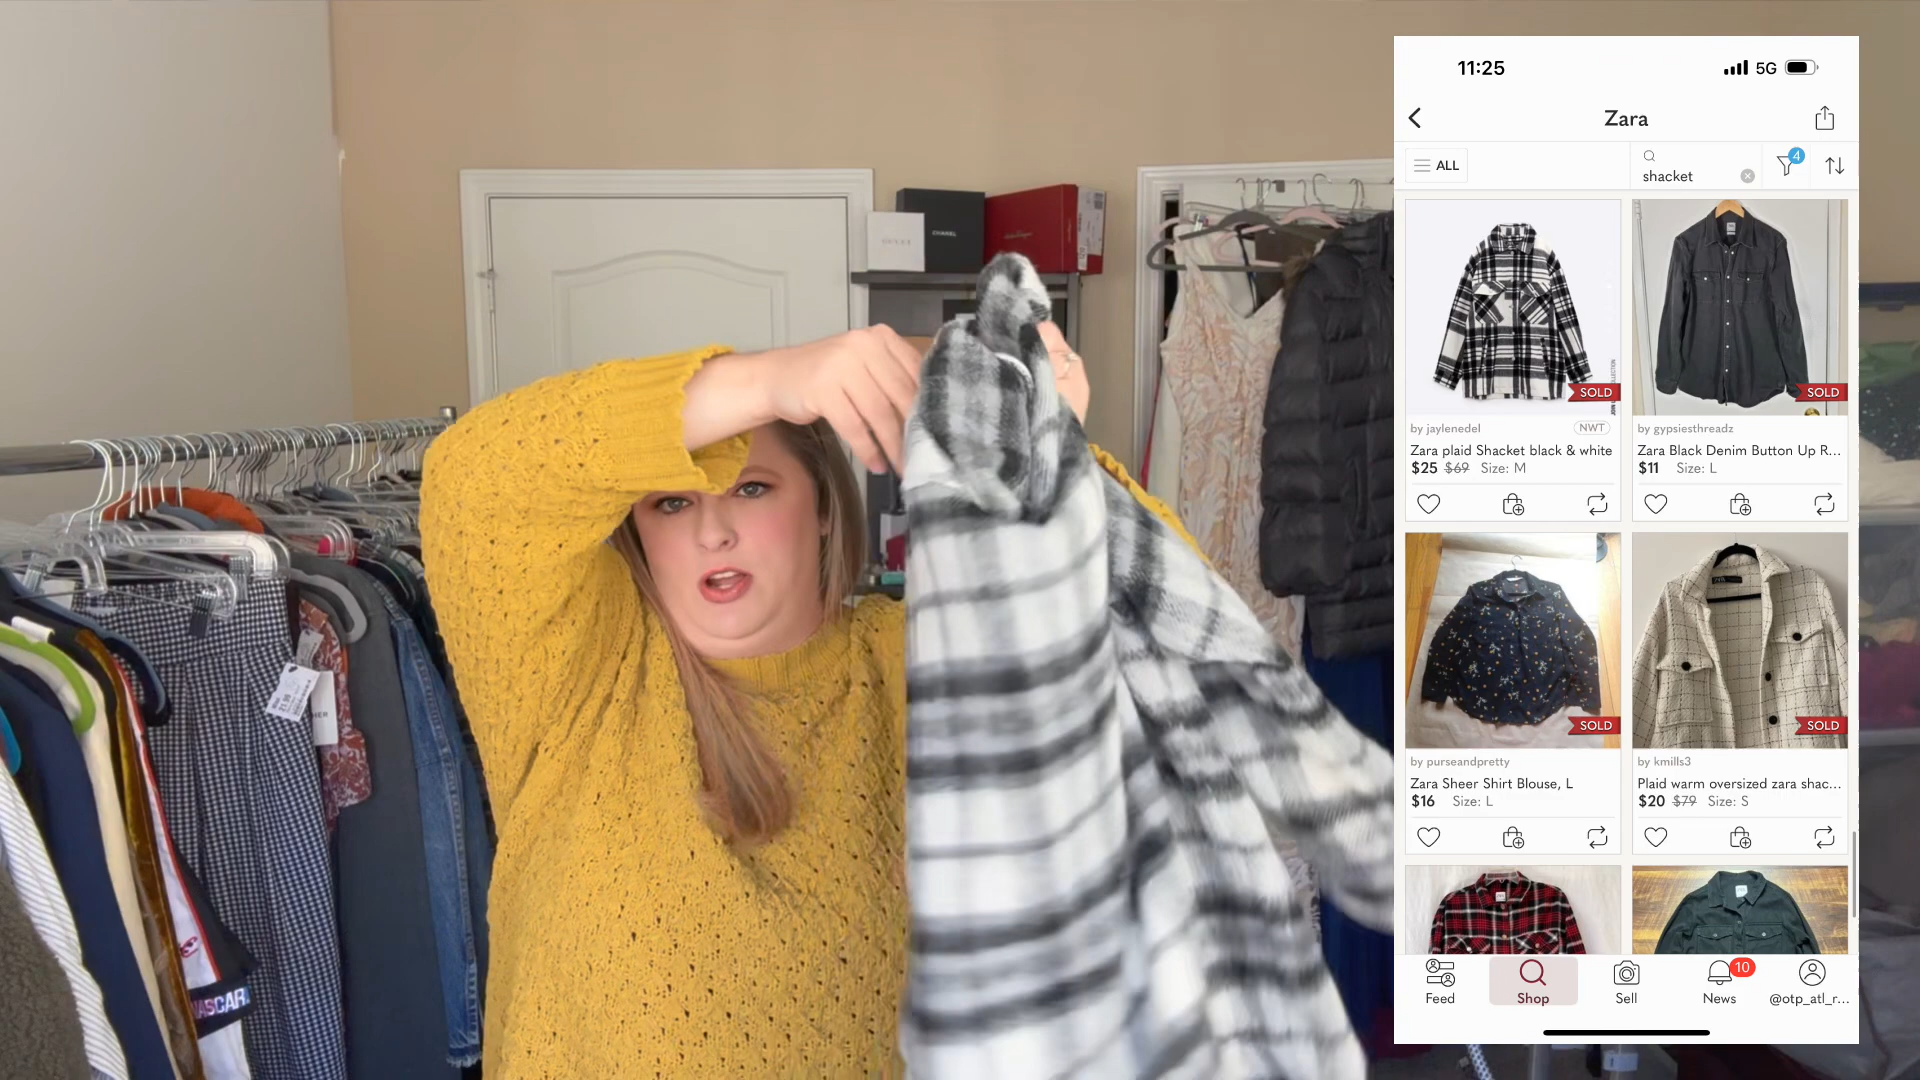 CHANEL
NASCAR
11:25
5G
Zara
ALL
shacket
4
SOLD
SOLD
by jaylenedel
NWT
Zara plaid Shacket black & white
$25 $69 Size: M
by gypsiesthreadz
Zara Black Denim Button Up R...
$11 Size: L
SOLD
SOLD
by purseandpretty
Zara Sheer Shirt Blouse, L
$16 Size: L
by kmills3
Plaid warm oversized zara shac...
$20 $79 Size: S
Feed
Shop
Sell
10
News
@otp_atl_r...